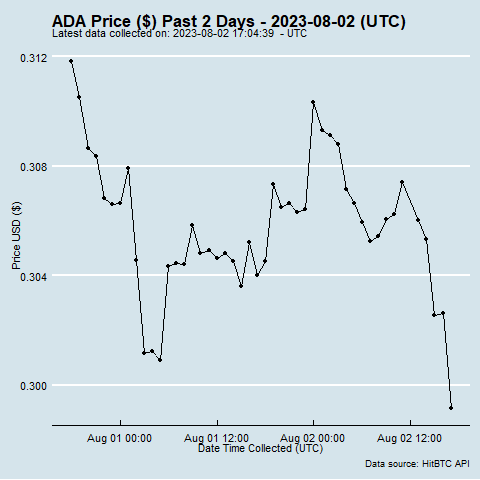 ADA Price ($) Past 2 Days - 2023-08-02 (UTC)
Latest data collected on: 2023-08-02 17:04:39  - UTC
0.312
0.308
0.304
0.300
Price USD ($)
Aug 01 00:00 Aug 01 12:00 Aug 02 00:00 Aug 02 12:00
Date Time Collected (UTC)
Data source: HitBTC API